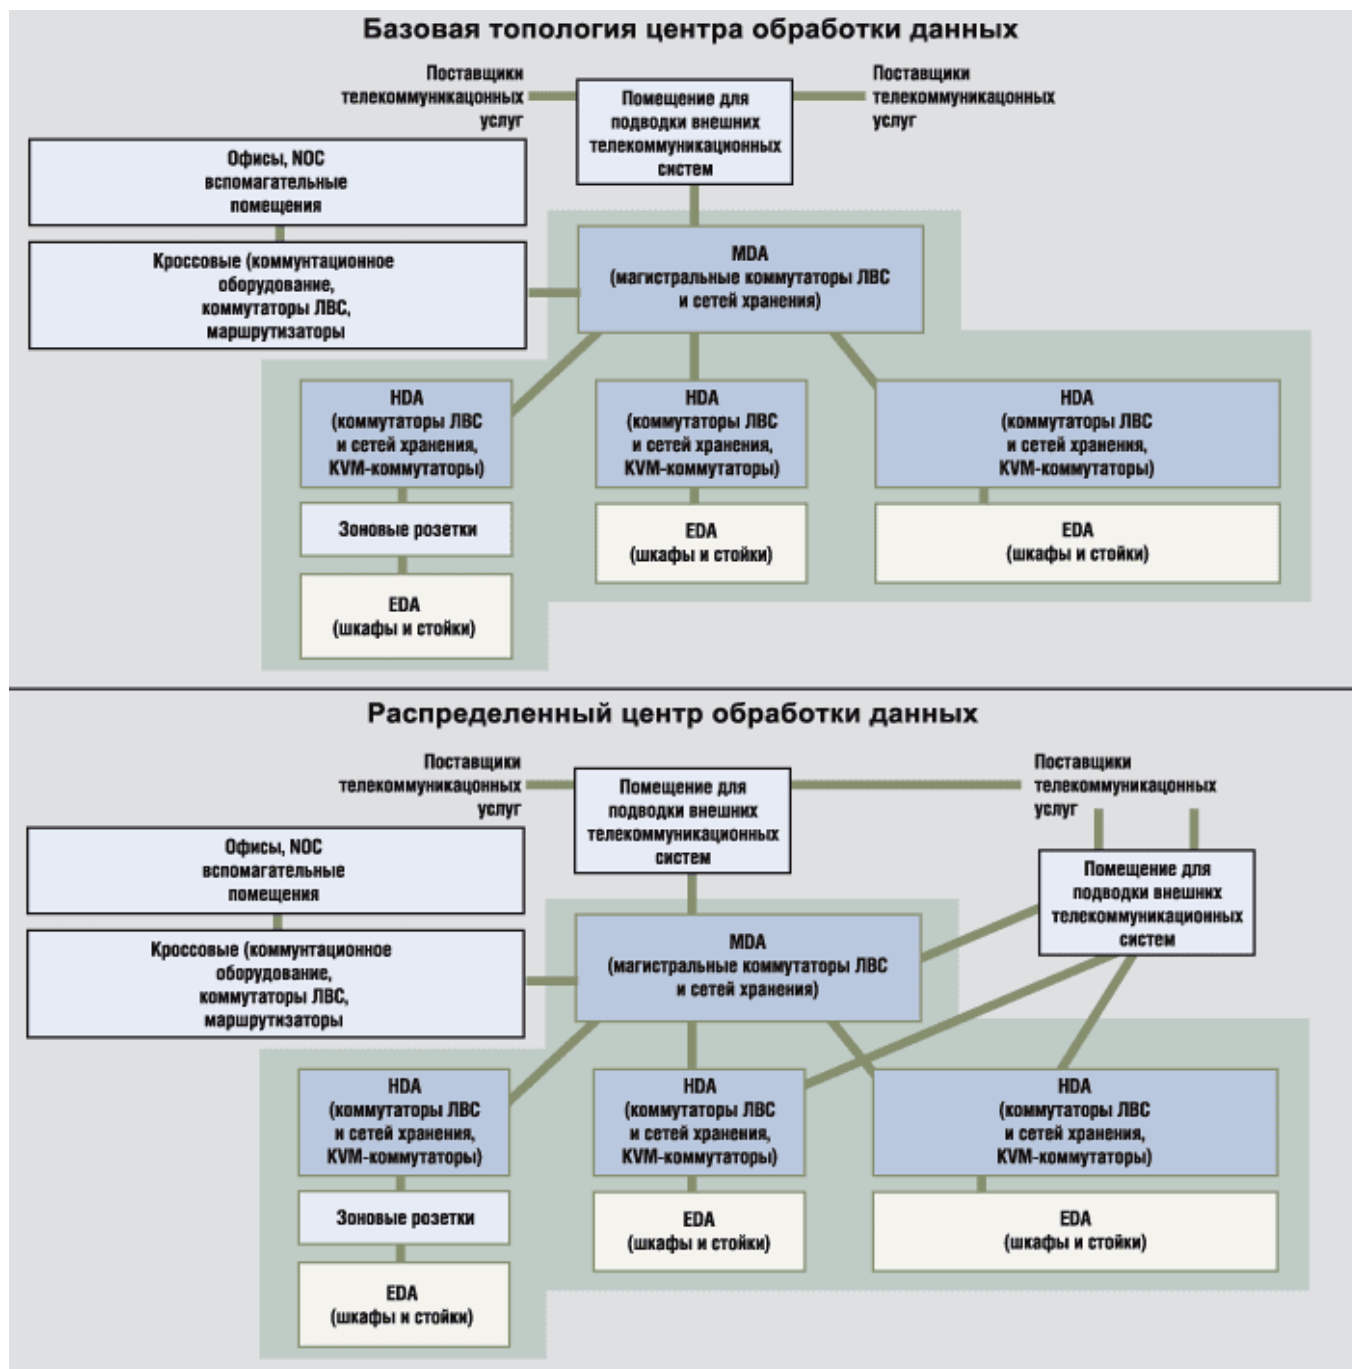 Базовая топология центра обработки данных
Поставщики
телекоммуникацонных
услуг
Помещение для
подводки внешних
телекоммуникационных
систем
Поставщики
телекоммуникацонных
услуг
Офисы, NOC
вспомагательные
помещения
Кроссовые (коммунтационное
оборудование,
коммутаторы ЛВС,
маршрутизаторы
MDA
(магистральные коммутаторы ЛВС
и сетей хранения)
HDA
(коммутаторы ЛВС
и сетей хранения,
KVM-коммутаторы)
HDA
(коммутаторы ЛВС
и сетей хранения,
KVM-коммутаторы)
HDA
(коммутаторы ЛВС
и сетей хранения,
KVM-коммутаторы)
Зоновые розетки
EDA
(шкафы и стойки)
EDA
(шкафы и стойки)
EDA
(шкафы и стойки)
Распределенный центр обработки данных
Поставщики
телекоммуникацонных
услуг
Помещение для
подводки внешних
телекоммуникационных
систем
Поставщики
телекоммуникацонных
услуг
Офисы, NOC
вспомагательные
помещения
Помещение для
подводки внешних
телекоммуникационных
систем
Кроссовые (коммунтационное
оборудование,
коммутаторы ЛВС,
маршрутизаторы
MDA
(магистральные коммутаторы ЛВС
и сетей хранения)
HDA
(коммутаторы ЛВС
и сетей хранения,
KVM-коммутаторы)
HDA
(коммутаторы ЛВС
и сетей хранения,
KVM-коммутаторы)
HDA
(коммутаторы ЛВС
и сетей хранения,
KVM-коммутаторы)
Зоновые розетки
EDA
(шкафы и стойки)
EDA
(шкафы и стойки)
EDA
(шкафы и стойки)